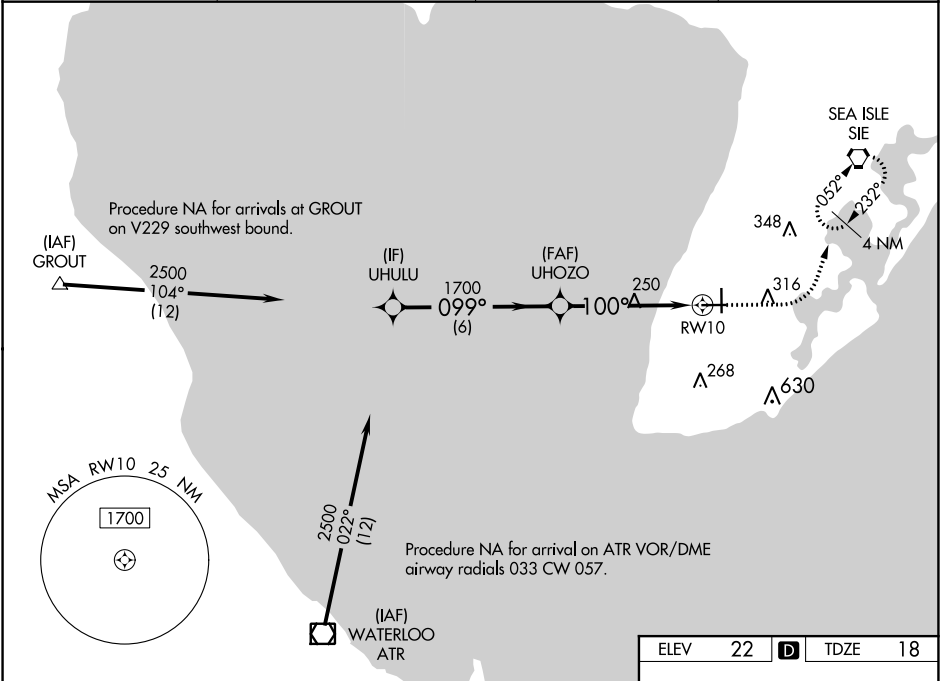 SEA ISLE
SIE
052°
232°
4 NM
Procedure NA for arrivals at GROUT
on V229 southwest bound.
348
(IAF)
GROUT
2500
104°
(12)
(IF)
UHULU
1700
099°
(6)
(FAF)
UHOZO
100°
250
316
RW10
268
630
MSA RW10 25 NM
1700
2500
022°
(12)
Procedure NA for arrival on ATR VOR/DME
airway radials 033 CW 057.
(IAF)
WATERLOO
ATR
ELEV 22 D TDZE 18